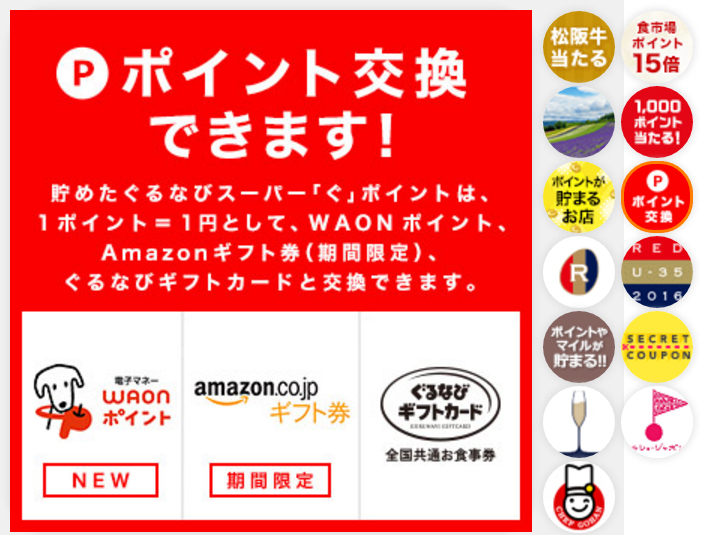 P ポイント交換
できます!
貯めたぐるなびスーパー「ぐ」ポイントは、
1ポイント＝1円として、WAONポイント、
Amazonギフト券(期間限定)、
ぐるなびギフトカードと交換できます。
電子マネー
WAON
ポイント
NEW
amazon.co.jp
ギフト券
期間限定
ぐるなび
ギフトカード
GURUNAVI GIFTCARD
全国共通お食事券
松阪牛
当たる
食市場
ポイント
15倍
1,000
ポイント
当たる!
ポイントが
貯まる
お店
P
ポイント
交換
R
RED
U-35
2016
ポイントや
マイルが
貯まる!!
SECRET
COUPON
CHEF GOHAN